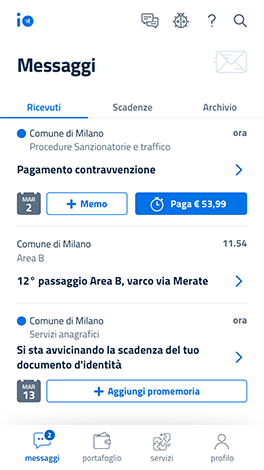 io
Messaggi
Ricevuti Scadenze Archivio
Comune di Milano ora
Procedure Sanzionatorie e traffico
Pagamento contravvenzione
MAR
2
+ Memo
Paga € 53,99
Comune di Milano 11.54
Area B
12° passaggio Area B, varco via Merate
Comune di Milano ora
Servizi anagrafici
Si sta avvicinando la scadenza del tuo
documento d'identità
MAR
13
+ Aggiungi promemoria
2
messaggi portafoglio servizi profilo